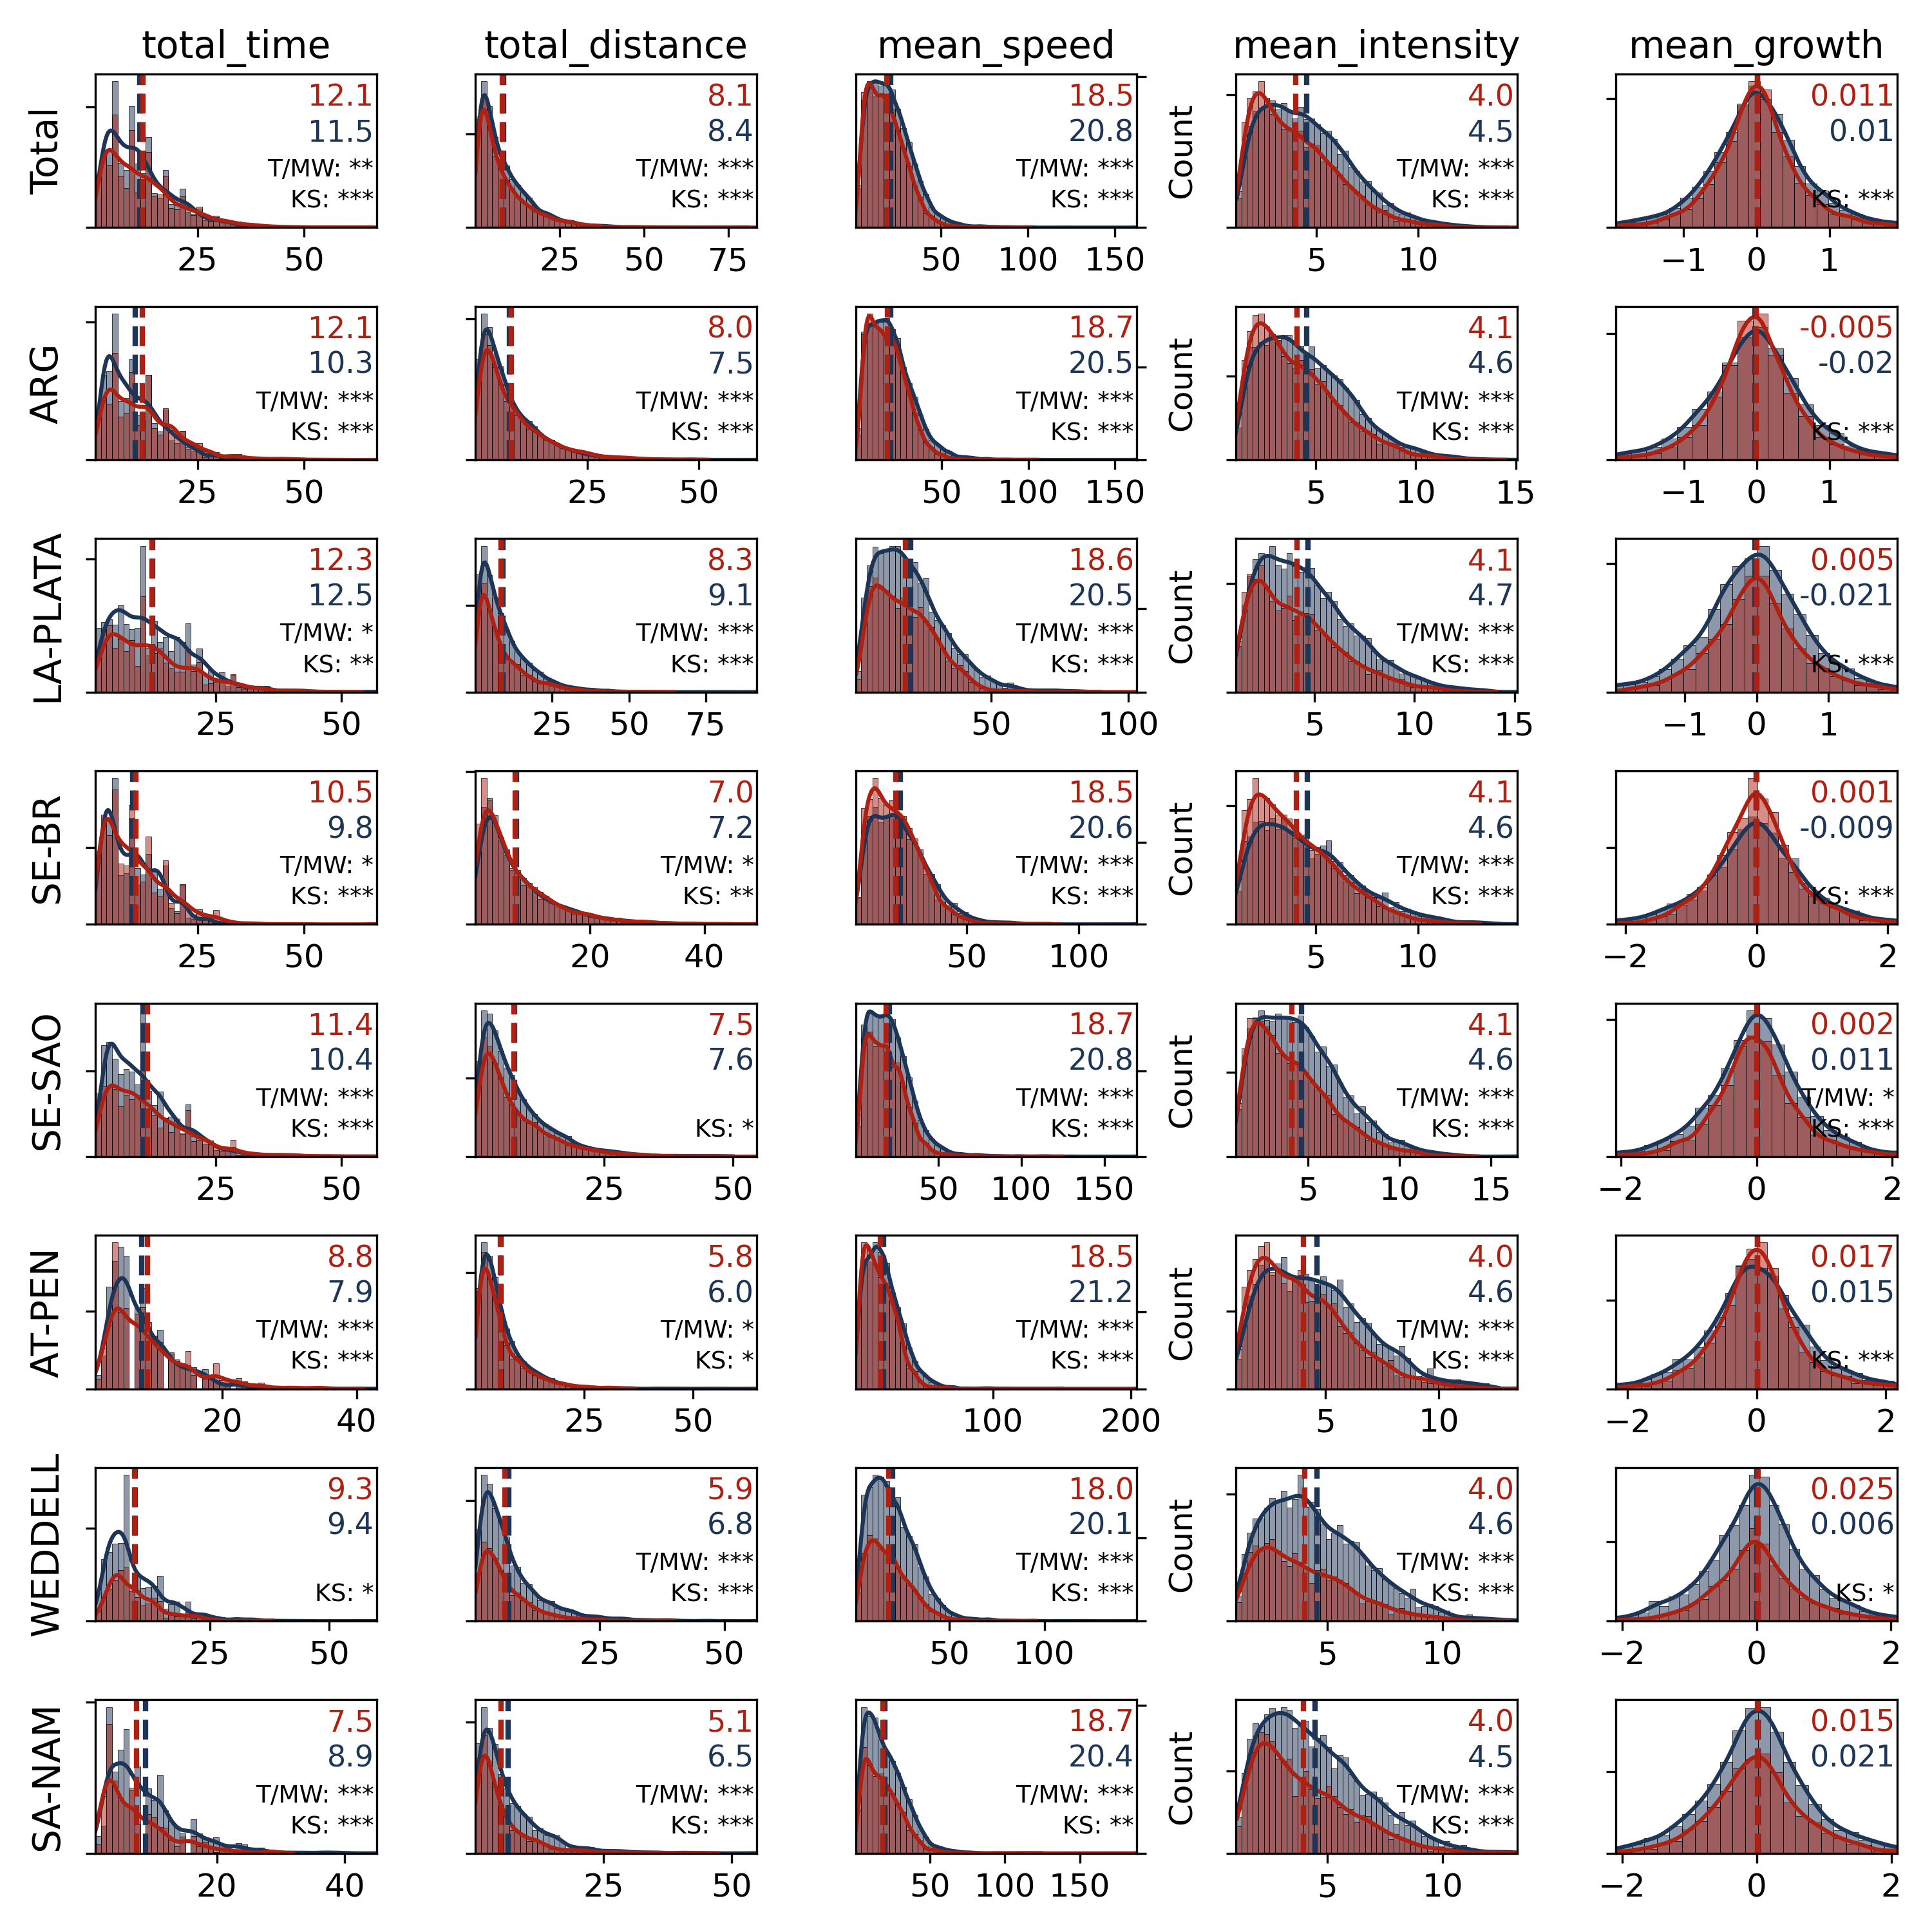 total_time total_distance mean_speed mean_intensity mean_growth
Total
12.1
11.5
T/MW: **
KS: ***
25 50
8.1
8.4
T/MW: ***
KS: ***
25 50 75
18.5
20.8
T/MW: ***
KS: ***
50 100 150
Count
4.0
4.5
T/MW: ***
KS: ***
5 10
0.011
0.01
KS: ***
−1 0 1
ARG
12.1
10.3
T/MW: ***
KS: ***
25 50
8.0
7.5
T/MW: ***
KS: ***
25 50
18.7
20.5
T/MW: ***
KS: ***
50 100 150
Count
4.1
4.6
T/MW: ***
KS: ***
5 10 15
-0.005
-0.02
KS: ***
−1 0 1
LA-PLATA
12.3
12.5
T/MW: *
KS: **
25 50
8.3
9.1
T/MW: ***
KS: ***
25 50 75
18.6
20.5
T/MW: ***
KS: ***
50 100
Count
4.1
4.7
T/MW: ***
KS: ***
5 10 15
0.005
-0.021
KS: ***
−1 0 1
SE-BR
10.5
9.8
T/MW: *
KS: ***
25 50
7.0
7.2
T/MW: *
KS: **
20 40
18.5
20.6
T/MW: ***
KS: ***
50 100
Count
4.1
4.6
T/MW: ***
KS: ***
5 10
0.001
-0.009
KS: ***
−2 0 2
SE-SAO
11.4
10.4
T/MW: ***
KS: ***
25 50
7.5
7.6
KS: *
25 50
18.7
20.8
T/MW: ***
KS: ***
50 100 150
Count
4.1
4.6
T/MW: ***
KS: ***
5 10 15
0.002
0.011
T/MW: *
KS: ***
−2 0 2
AT-PEN
8.8
7.9
T/MW: ***
KS: ***
20 40
5.8
6.0
T/MW: *
KS: *
25 50
18.5
21.2
T/MW: ***
KS: ***
100 200
Count
4.0
4.6
T/MW: ***
KS: ***
5 10
0.017
0.015
KS: ***
−2 0 2
WEDDELL
9.3
9.4
KS: *
25 50
5.9
6.8
T/MW: ***
KS: ***
25 50
18.0
20.1
T/MW: ***
KS: ***
50 100
Count
4.0
4.6
T/MW: ***
KS: ***
5 10
0.025
0.006
KS: *
−2 0 2
SA-NAM
7.5
8.9
T/MW: ***
KS: ***
20 40
5.1
6.5
T/MW: ***
KS: ***
25 50
18.7
20.4
T/MW: ***
KS: **
50 100 150
Count
4.0
4.5
T/MW: ***
KS: ***
5 10
0.015
0.021
−2 0 2